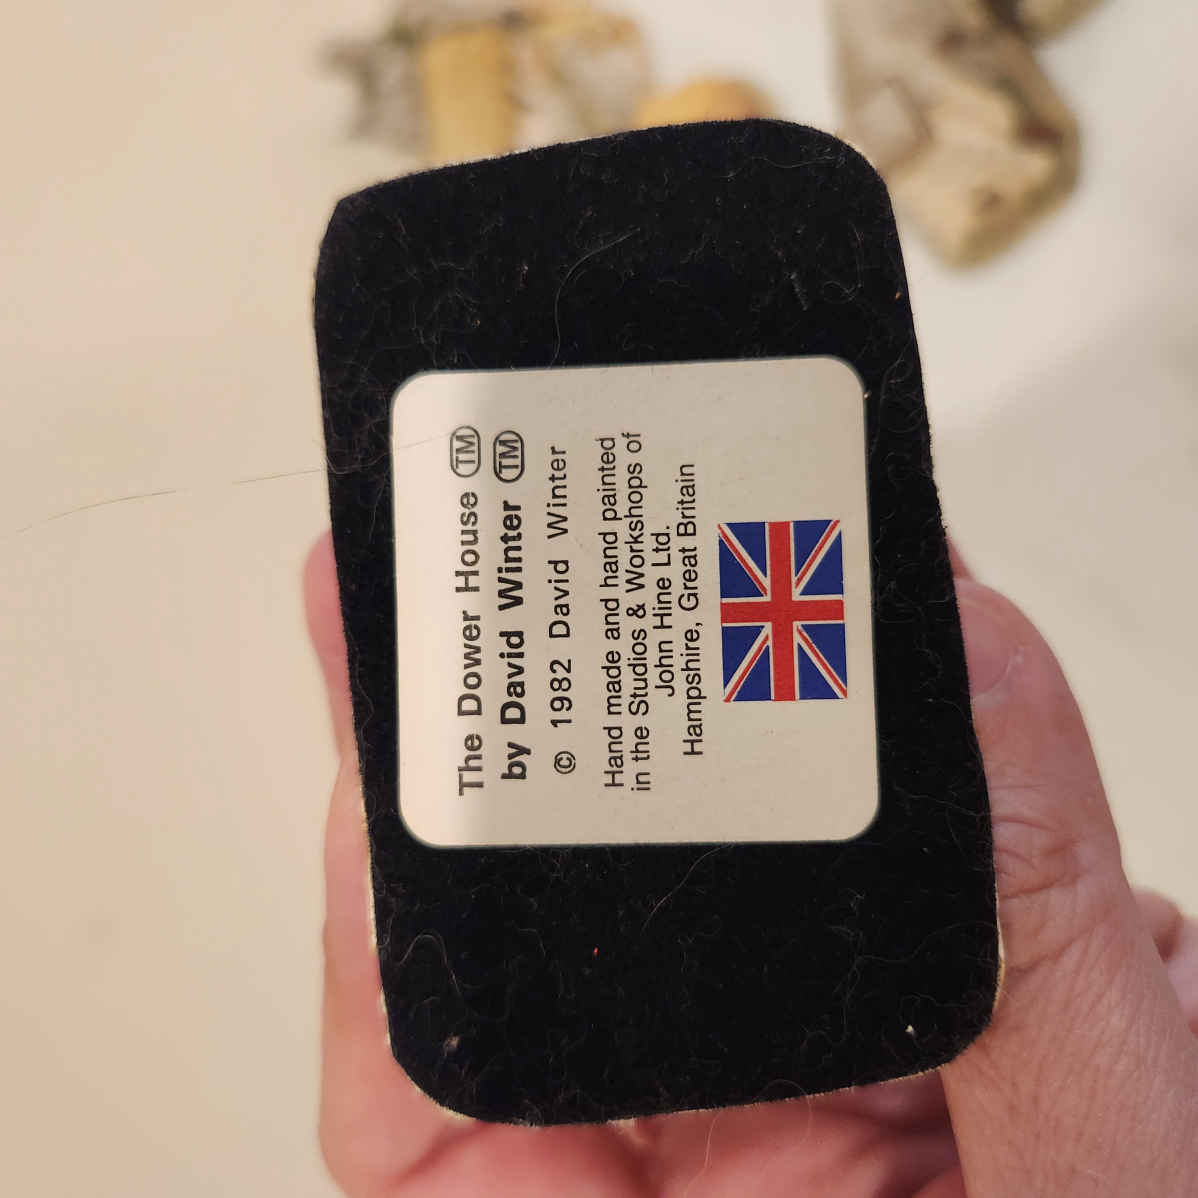 The Dower House TM
by David Winter TM
© 1982 David Winter
Hand made and hand painted
in the Studios & Workshops of
John Hine Ltd.
Hampshire, Great Britain